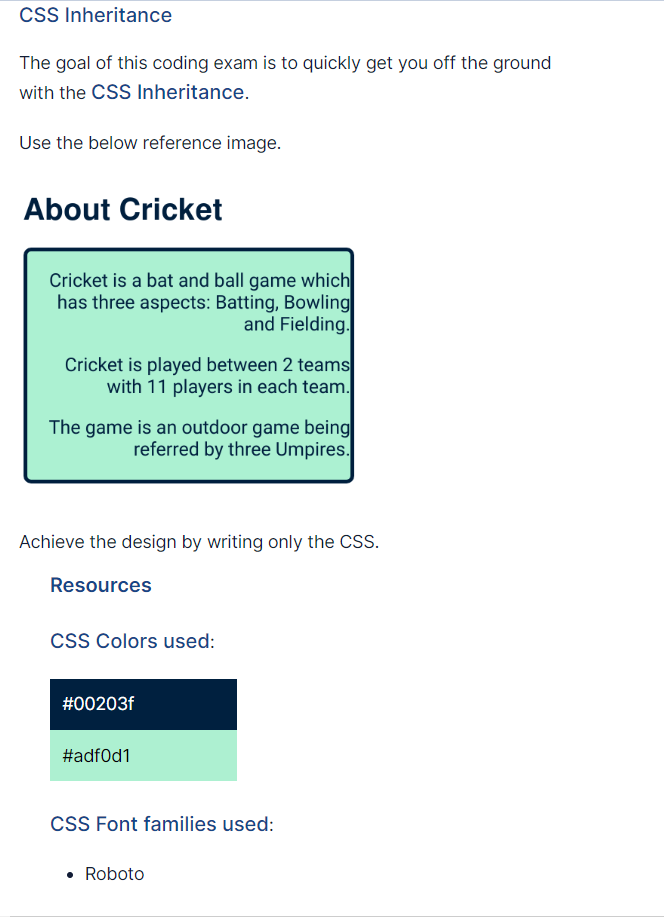 CSS Inheritance
The goal of this coding exam is to quickly get you off the ground
with the CSS Inheritance.
Use the below reference image.
About Cricket
Cricket is a bat and ball game which
has three aspects: Batting, Bowling
and Fielding.
Cricket is played between 2 teams
with 11 players in each team.
The game is an outdoor game being
referred by three Umpires.
Achieve the design by writing only the CSS.
Resources
CSS Colors used:
#00203f
#adf0d1
CSS Font families used:
• Roboto